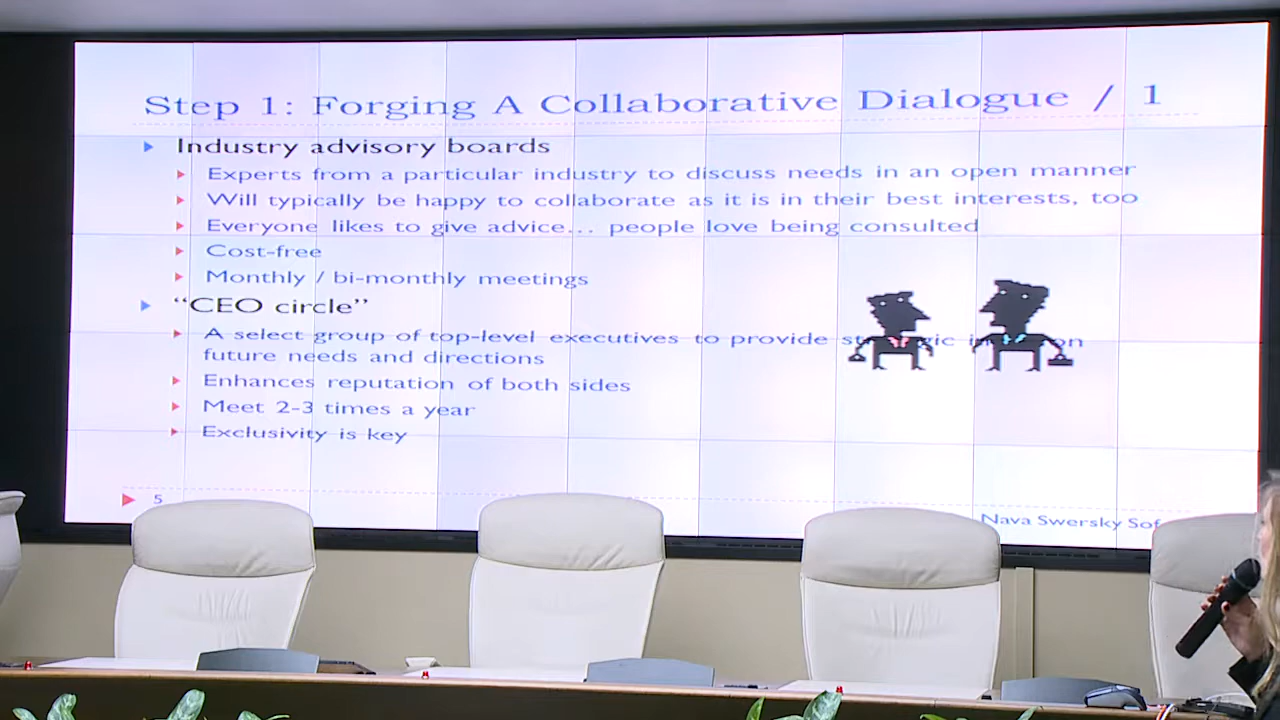 Step 1: Forging A Collaborative Dialogue / 1
Industry advisory boards
Experts from a particular industry to discuss needs in an open manner
Will typically be happy to collaborate as it is in their best interests, too
Everyone likes to give advice... people love being consulted
Cost-free
Monthly / bi-monthly meetings
“CEO circle”
A select group of top-level executives to provide on
future needs and directions
Enhances reputation of both sides
Meet 2-3 times a year
Exclusivity is key
5
Nava Swersky